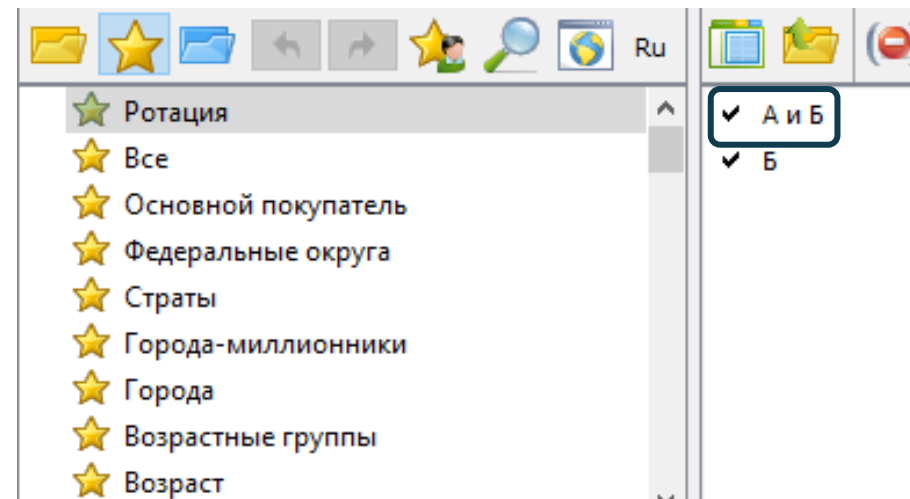 Ru
Ротация
Все
Основной покупатель
Федеральные округа
Страты
Города-миллионники
Города
Возрастные группы
Возраст
А и Б
Б